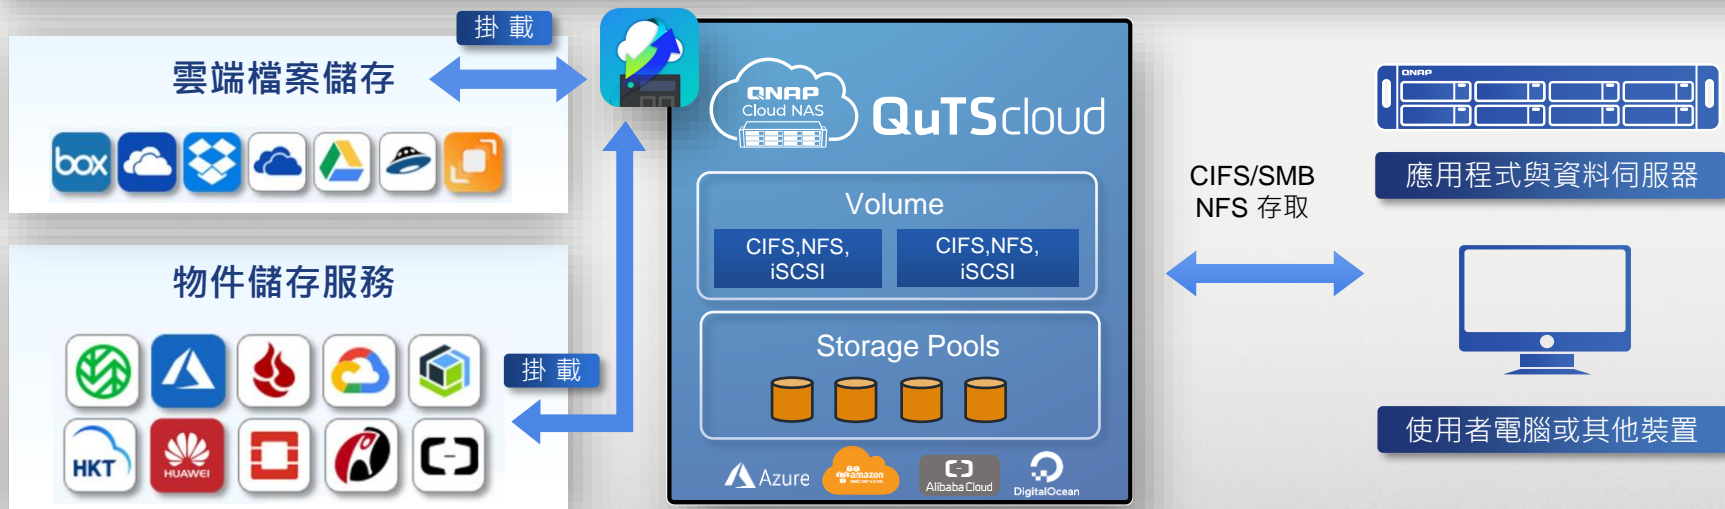 掛載
雲端檔案儲存
box
物件儲存服務
掛載
HKT
HUAWEI
QNAP
Cloud NAS
QuTScloud
Volume
CIFS,NFS,
iSCSI
CIFS,NFS,
iSCSI
Storage Pools
Azure
amazon
Alibaba Cloud
DigitalOcean
CIFS/SMB
NFS 存取
QNAP
應用程式與資料伺服器
使用者電腦或其他裝置